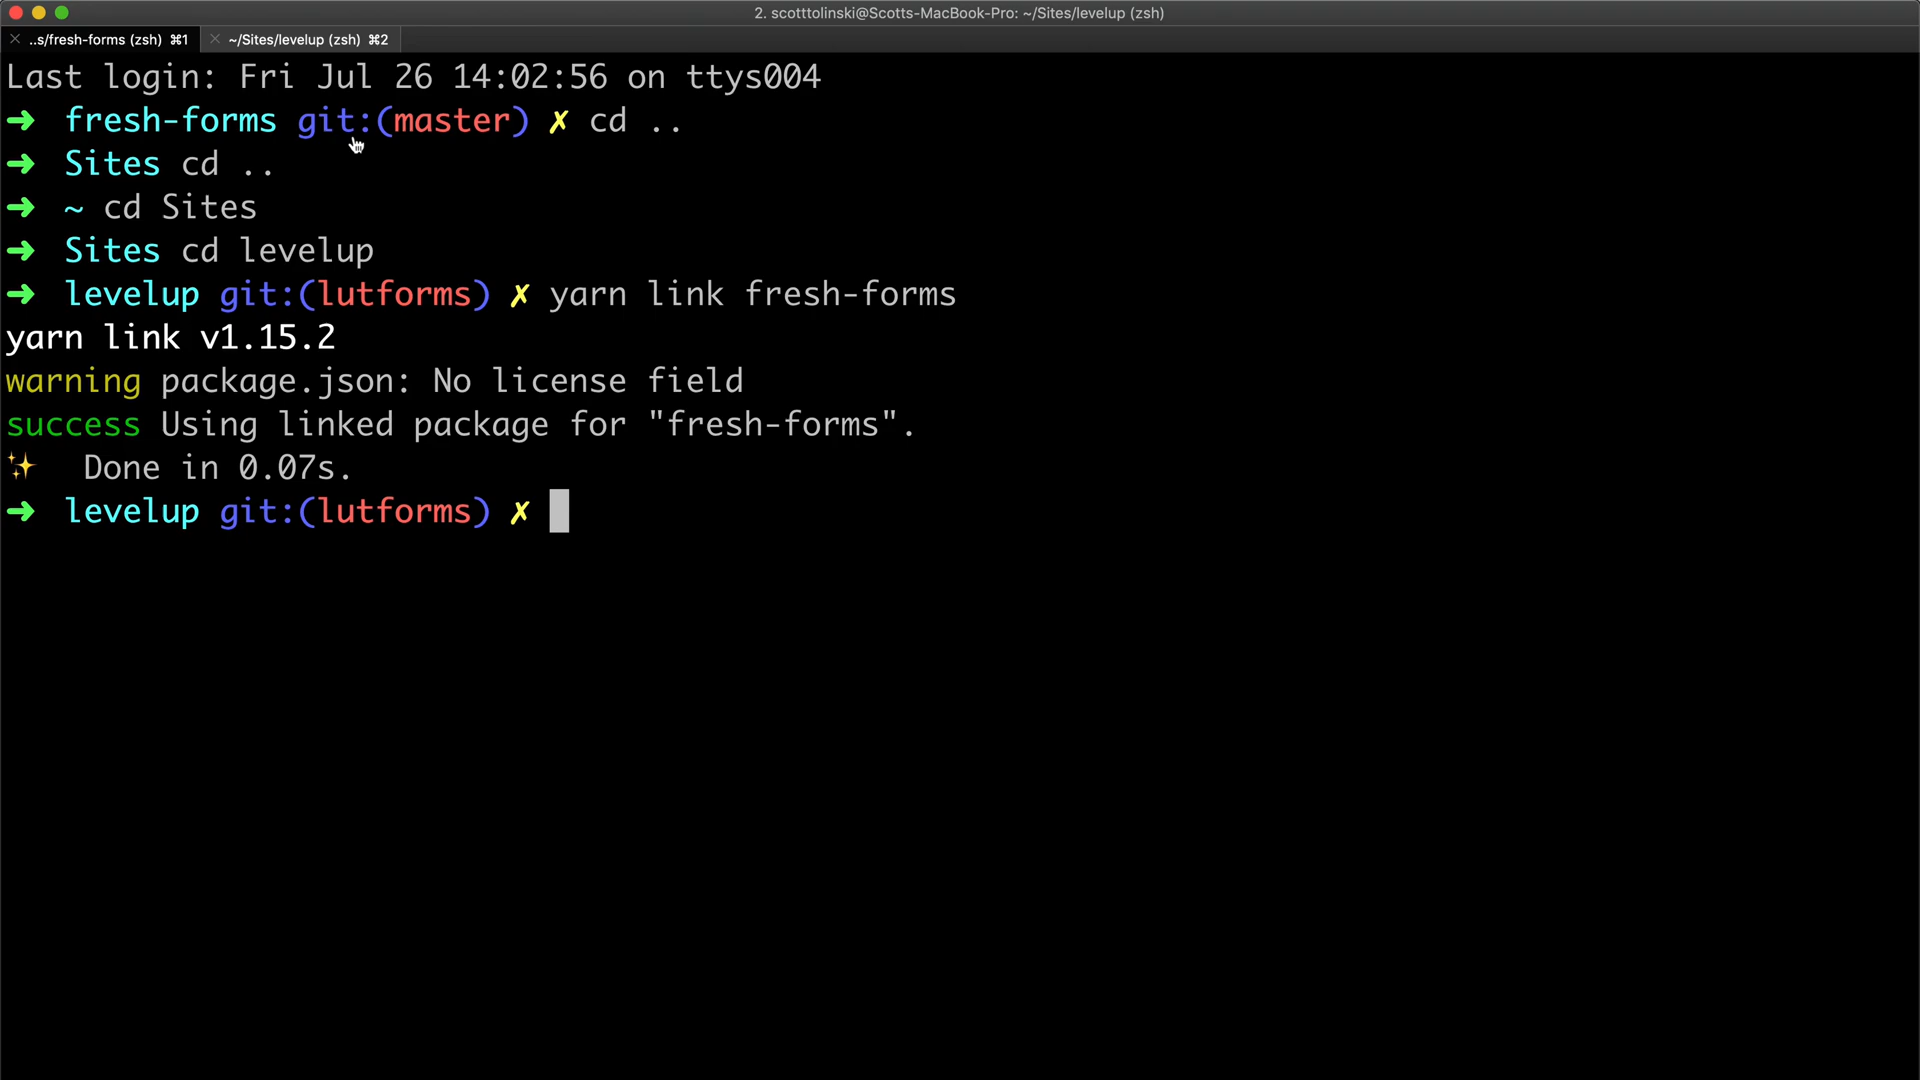 2. scotttolinski@Scotts-MacBook-Pro: ~/Sites/levelup (zsh)
..s/fresh-forms (zsh) ⌘1 ~/Sites/levelup (zsh) ⌘2
Last login: Fri Jul 26 14:02:56 on ttys004
➜ fresh-forms git:(master) ✗ cd ..
➜ Sites cd ..
➜ ~ cd Sites
➜ Sites cd levelup
➜ levelup git:(lutforms) ✗ yarn link fresh-forms
yarn link v1.15.2
warning package.json: No license field
success Using linked package for "fresh-forms".
✨ Done in 0.07s.
➜ levelup git:(lutforms) ✗